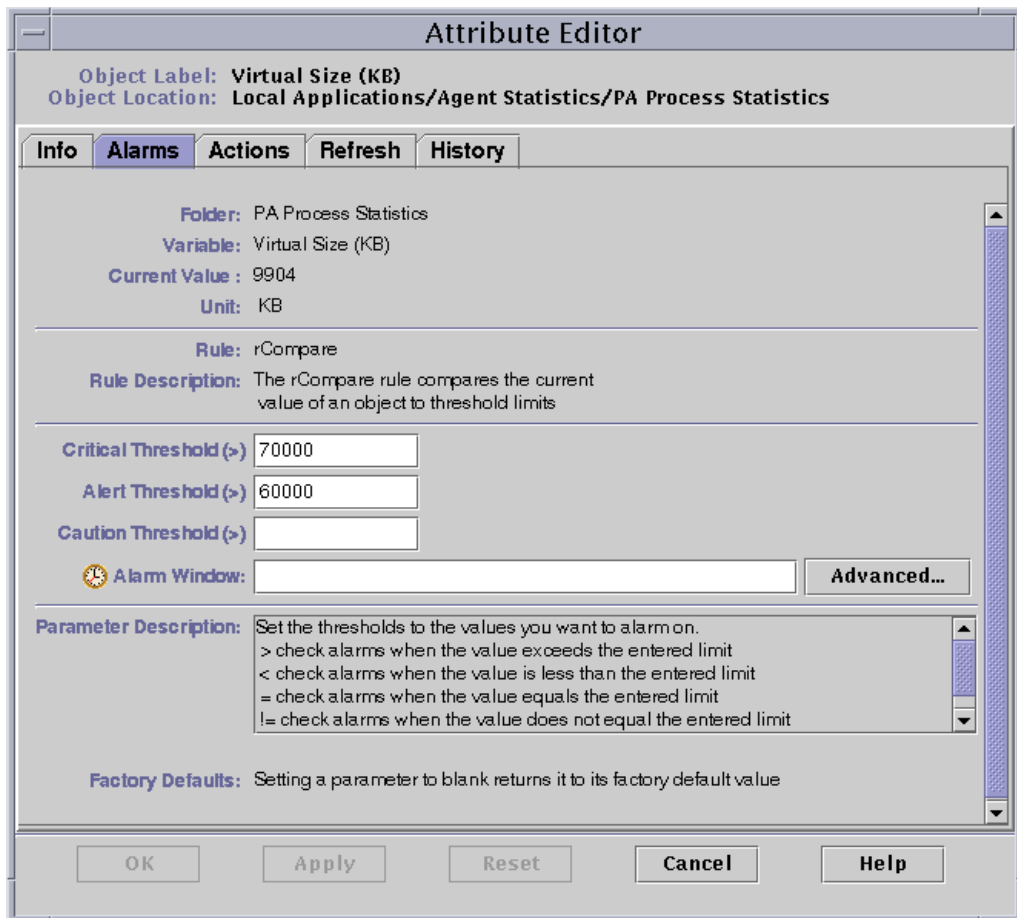 Attribute Editor
Object Label: Virtual Size (KB)
Object Location: Local Applications/Agent Statistics/PA Process Statistics
Info Alarms Actions Refresh History
Folder: PA Process Statistics
Variable: Virtual Size (KB)
Current Value : 9904
Unit: KB
Rule: rCompare
Rule Description: The rCompare rule compares the current
value of an object to threshold limits
Critical Threshold (>) 70000
Alert Threshold (>) 60000
Caution Threshold (>)
Alarm Window: Advanced...
Parameter Description: Set the thresholds to the values you want to alarm on.
> check alarms when the value exceeds the entered limit
< check alarms when the value is less than the entered limit
= check alarms when the value equals the entered limit
!= check alarms when the value does not equal the entered limit
Factory Defaults: Setting a parameter to blank returns it to its factory default value
OK Apply Reset Cancel Help